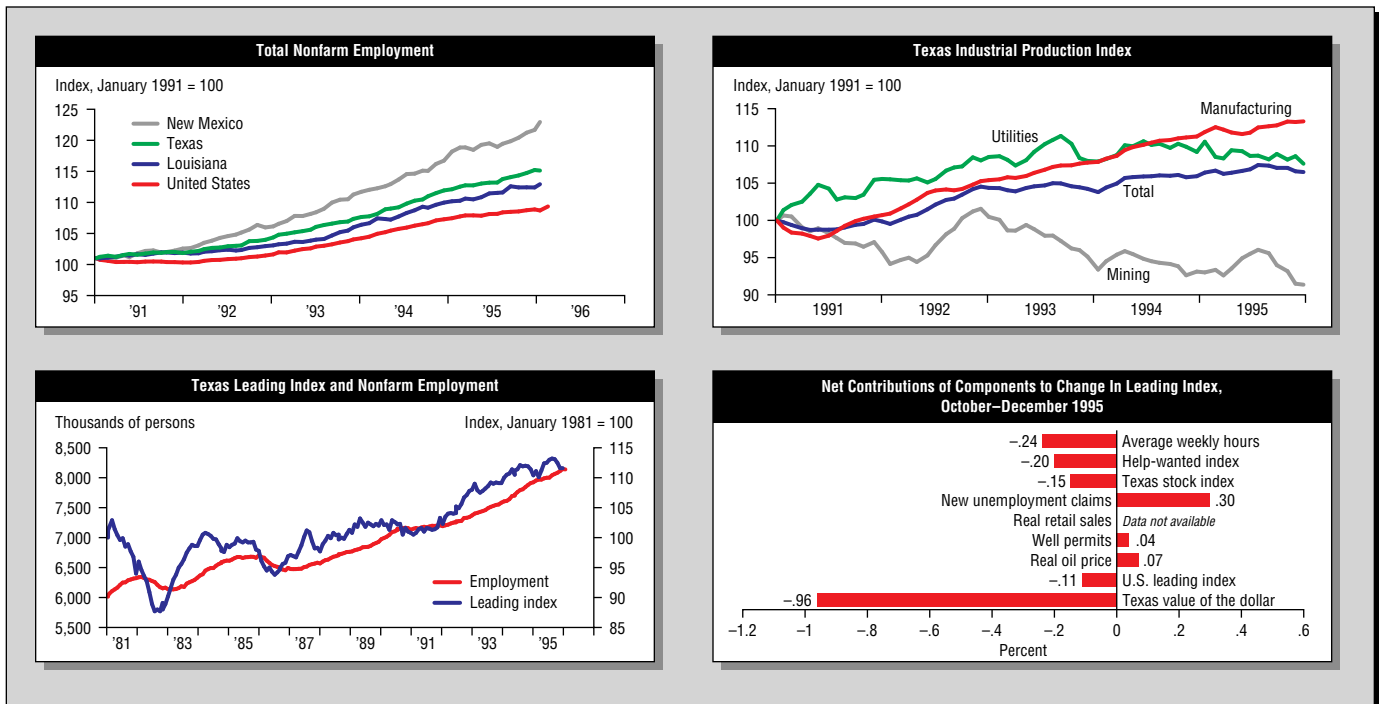 Total Nonfarm Employment
Index, January 1991 = 100
125
120
115
110
105
100
95
New Mexico
Texas
Louisiana
United States
'91 '92 '93 '94 '95 '96
Texas Industrial Production Index
Index, January 1991 = 100
115
110
105
100
95
90
Manufacturing
Utilities
Total
Mining
1991 1992 1993 1994 1995
Texas Leading Index and Nonfarm Employment
Thousands of persons Index, January 1981 = 100
8,500 115
8,000 110
7,500 105
7,000 100
6,500 95
6,000 90
5,500 85
Employment
Leading index
'81 '83 '85 '87 '89 '91 '93 '95
Net Contributions of Components to Change In Leading Index,
October–December 1995
–.24 Average weekly hours
–.20 Help-wanted index
–.15 Texas stock index
New unemployment claims .30
Real retail sales Data not available
Well permits .04
Real oil price .07
–.11 U.S. leading index
–.96 Texas value of the dollar
–1.2 –1 –.8 –.6 –.4 –.2 0 .2 .4 .6
Percent